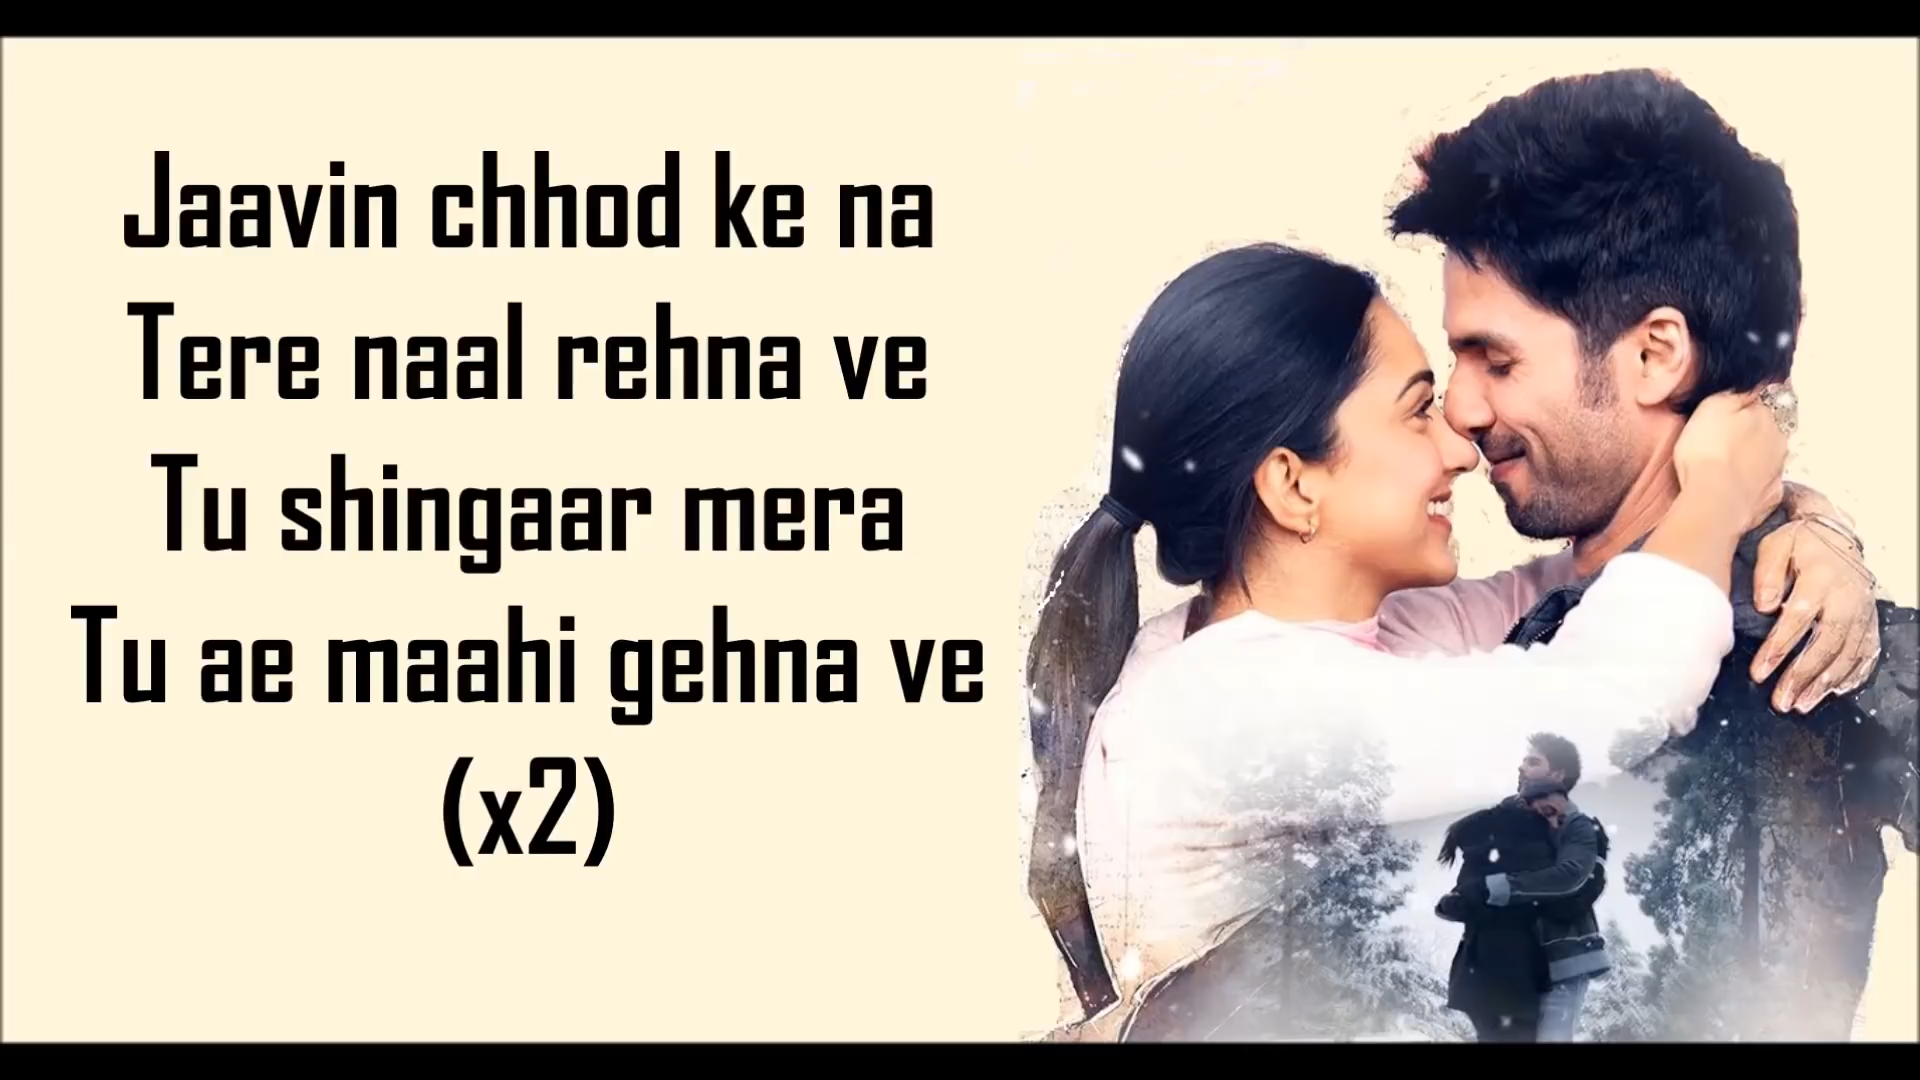 Jaavin chhod ke na
Tere naal rehna ve
Tu shingaar mera
Tu ae maahi gehna ve
(x2)